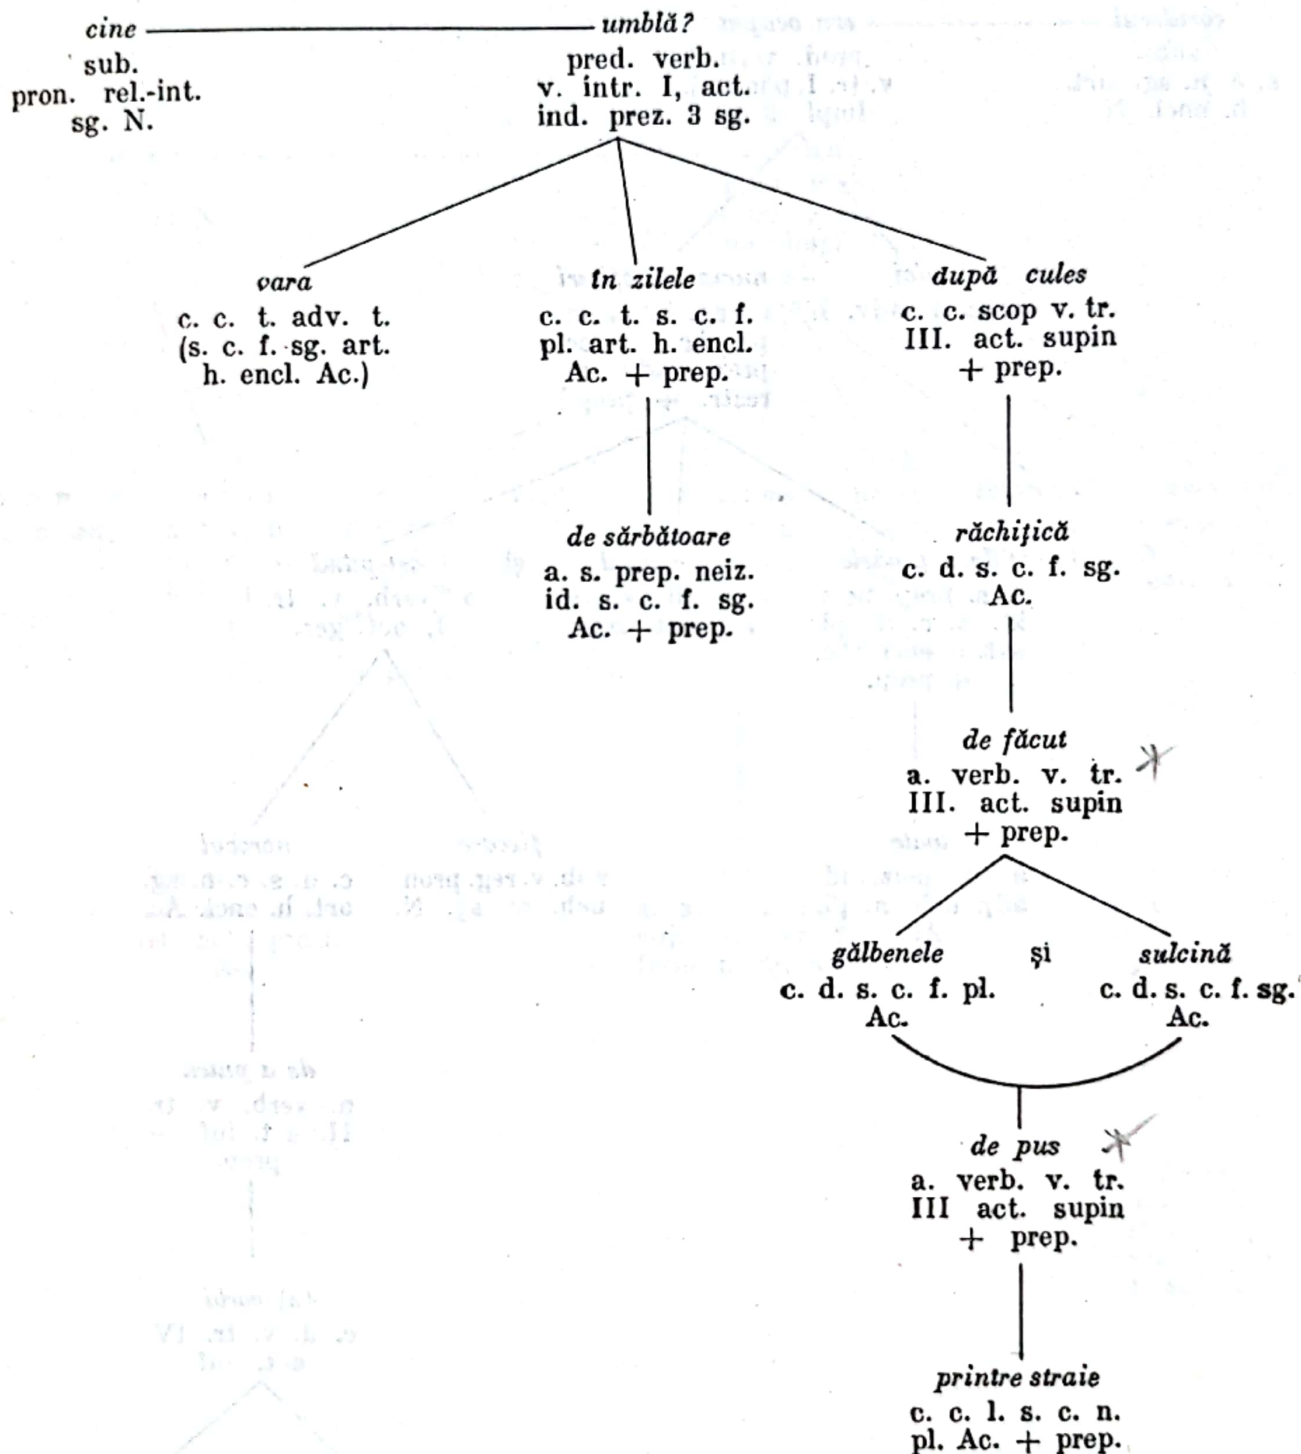 cine umblă?
sub.
pron. rel.-int.
sg. N.
pred. verb.
v. intr. I, act.
ind. prez. 3 sg.
vara
c. c. t. adv. t.
(s. c. f. sg. art.
h. encl. Ac.)
în zilele
c. c. t. s. c. f.
pl. art. h. encl.
Ac. + prep.
după cules
c. c. scop v. tr.
III. act. supin
+ prep.
de sărbătoare
a. s. prep. neiz.
id. s. c. f. sg.
Ac. + prep.
răchițică
c. d. s. c. f. sg.
Ac.
de făcut
a. verb. v. tr.
III. act. supin
+ prep.
gălbenele și sulcină
c. d. s. c. f. pl.
Ac.
c. d. s. c. f. sg.
Ac.
de pus
a. verb. v. tr.
III act. supin
+ prep.
printre straie
c. c. l. s. c. n.
pl. Ac. + prep.